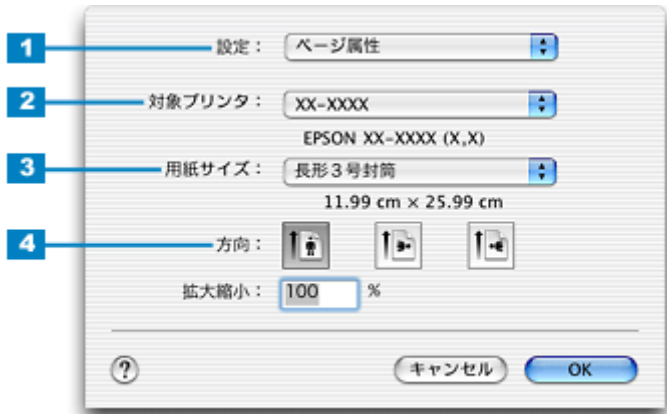 1 設定： ページ属性
2 対象プリンタ： XX-XXXX
EPSON XX-XXXX (X,X)
3 用紙サイズ： 長形３号封筒
11.99 cm × 25.99 cm
4 方向：
拡大縮小： 100 %
? キャンセル OK